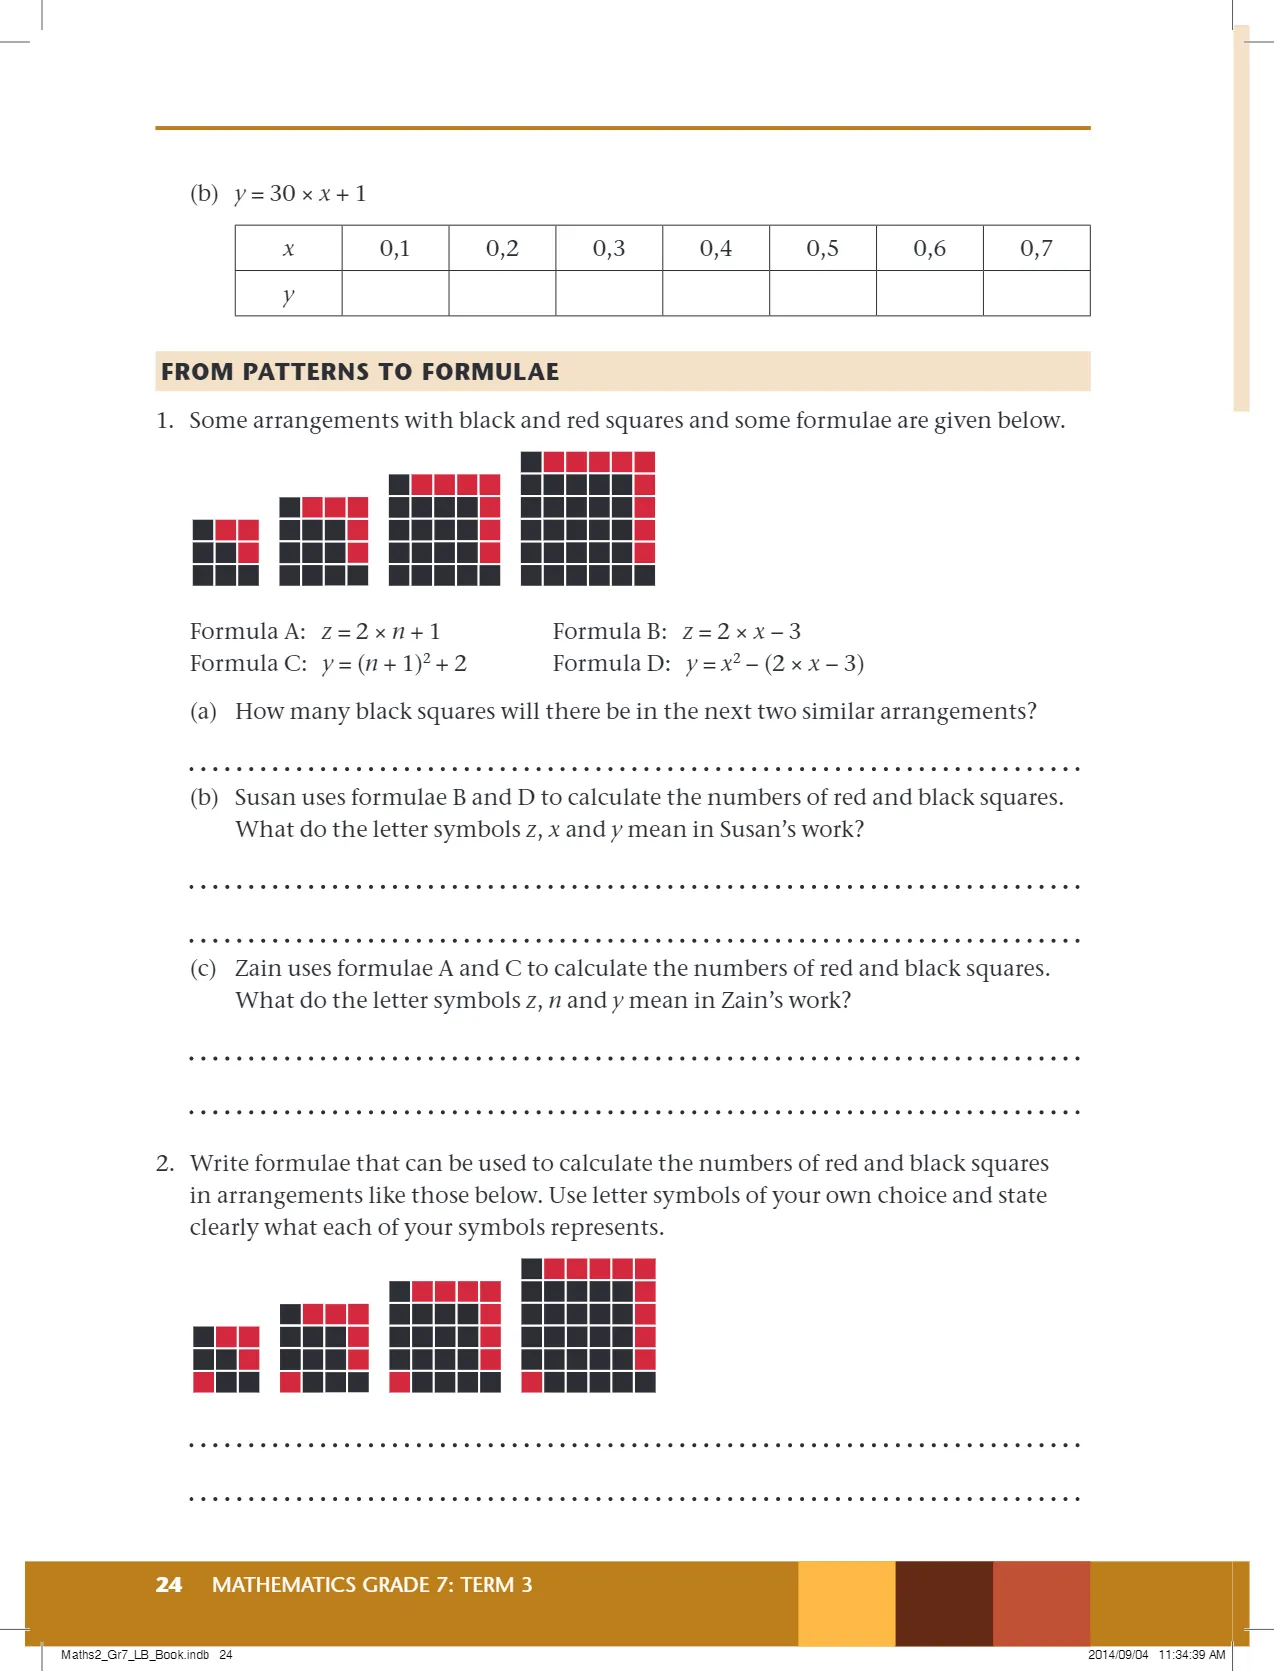 (b) y = 30 × x + 1
x 0,1 0,2 0,3 0,4 0,5 0,6 0,7
y
FROM PATTERNS TO FORMULAE
1. Some arrangements with black and red squares and some formulae are given below.
Formula A: z = 2 × n + 1 Formula B: z = 2 × x – 3
Formula C: y = (n + 1)² + 2 Formula D: y = x² – (2 × x – 3)
(a) How many black squares will there be in the next two similar arrangements?
(b) Susan uses formulae B and D to calculate the numbers of red and black squares.
What do the letter symbols z, x and y mean in Susan’s work?
(c) Zain uses formulae A and C to calculate the numbers of red and black squares.
What do the letter symbols z, n and y mean in Zain’s work?
2. Write formulae that can be used to calculate the numbers of red and black squares
in arrangements like those below. Use letter symbols of your own choice and state
clearly what each of your symbols represents.
24 MATHEMATICS GRADE 7: TERM 3
Maths2_Gr7_LB_Book.indb 24 2014/09/04 11:34:39 AM